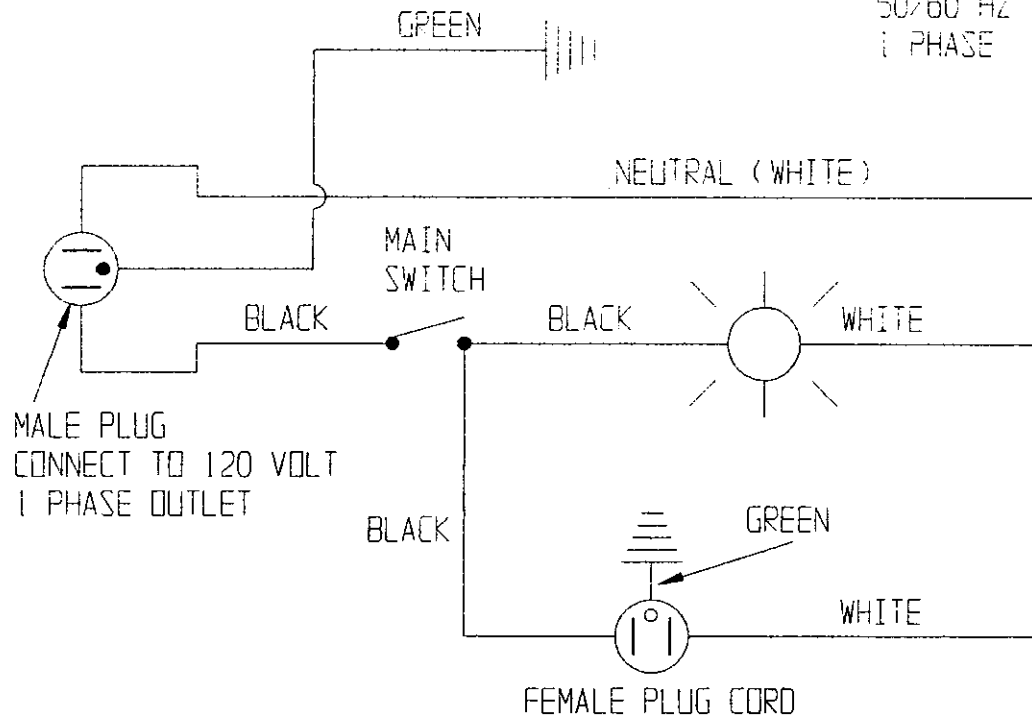 GREEN
50/60 HZ
1 PHASE
NEUTRAL (WHITE)
MAIN
SWITCH
BLACK
BLACK
WHITE
MALE PLUG
CONNECT TO 120 VOLT
1 PHASE OUTLET
BLACK
GREEN
WHITE
FEMALE PLUG CORD